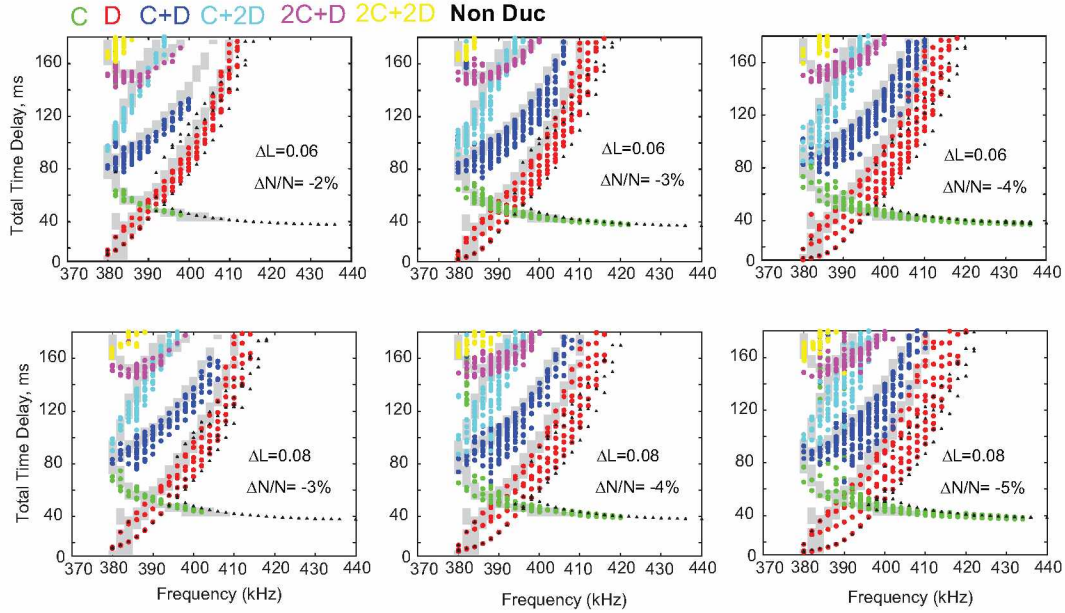 C D C+D C+2D 2C+D 2C+2D Non Duc
Total Time Delay, ms
160
120
80
40
0
370 380 390 400 410 420 430 440
ΔL=0.06
ΔN/N= -2%
160
120
80
40
0
370 380 390 400 410 420 430 440
ΔL=0.06
ΔN/N= -3%
160
120
80
40
0
370 380 390 400 410 420 430 440
ΔL=0.06
ΔN/N= -4%
Total Time Delay, ms
160
120
80
40
0
370 380 390 400 410 420 430 440
Frequency (kHz)
ΔL=0.08
ΔN/N= -3%
160
120
80
40
0
370 380 390 400 410 420 430 440
Frequency (kHz)
ΔL=0.08
ΔN/N= -4%
160
120
80
40
0
370 380 390 400 410 420 430 440
Frequency (kHz)
ΔL=0.08
ΔN/N= -5%